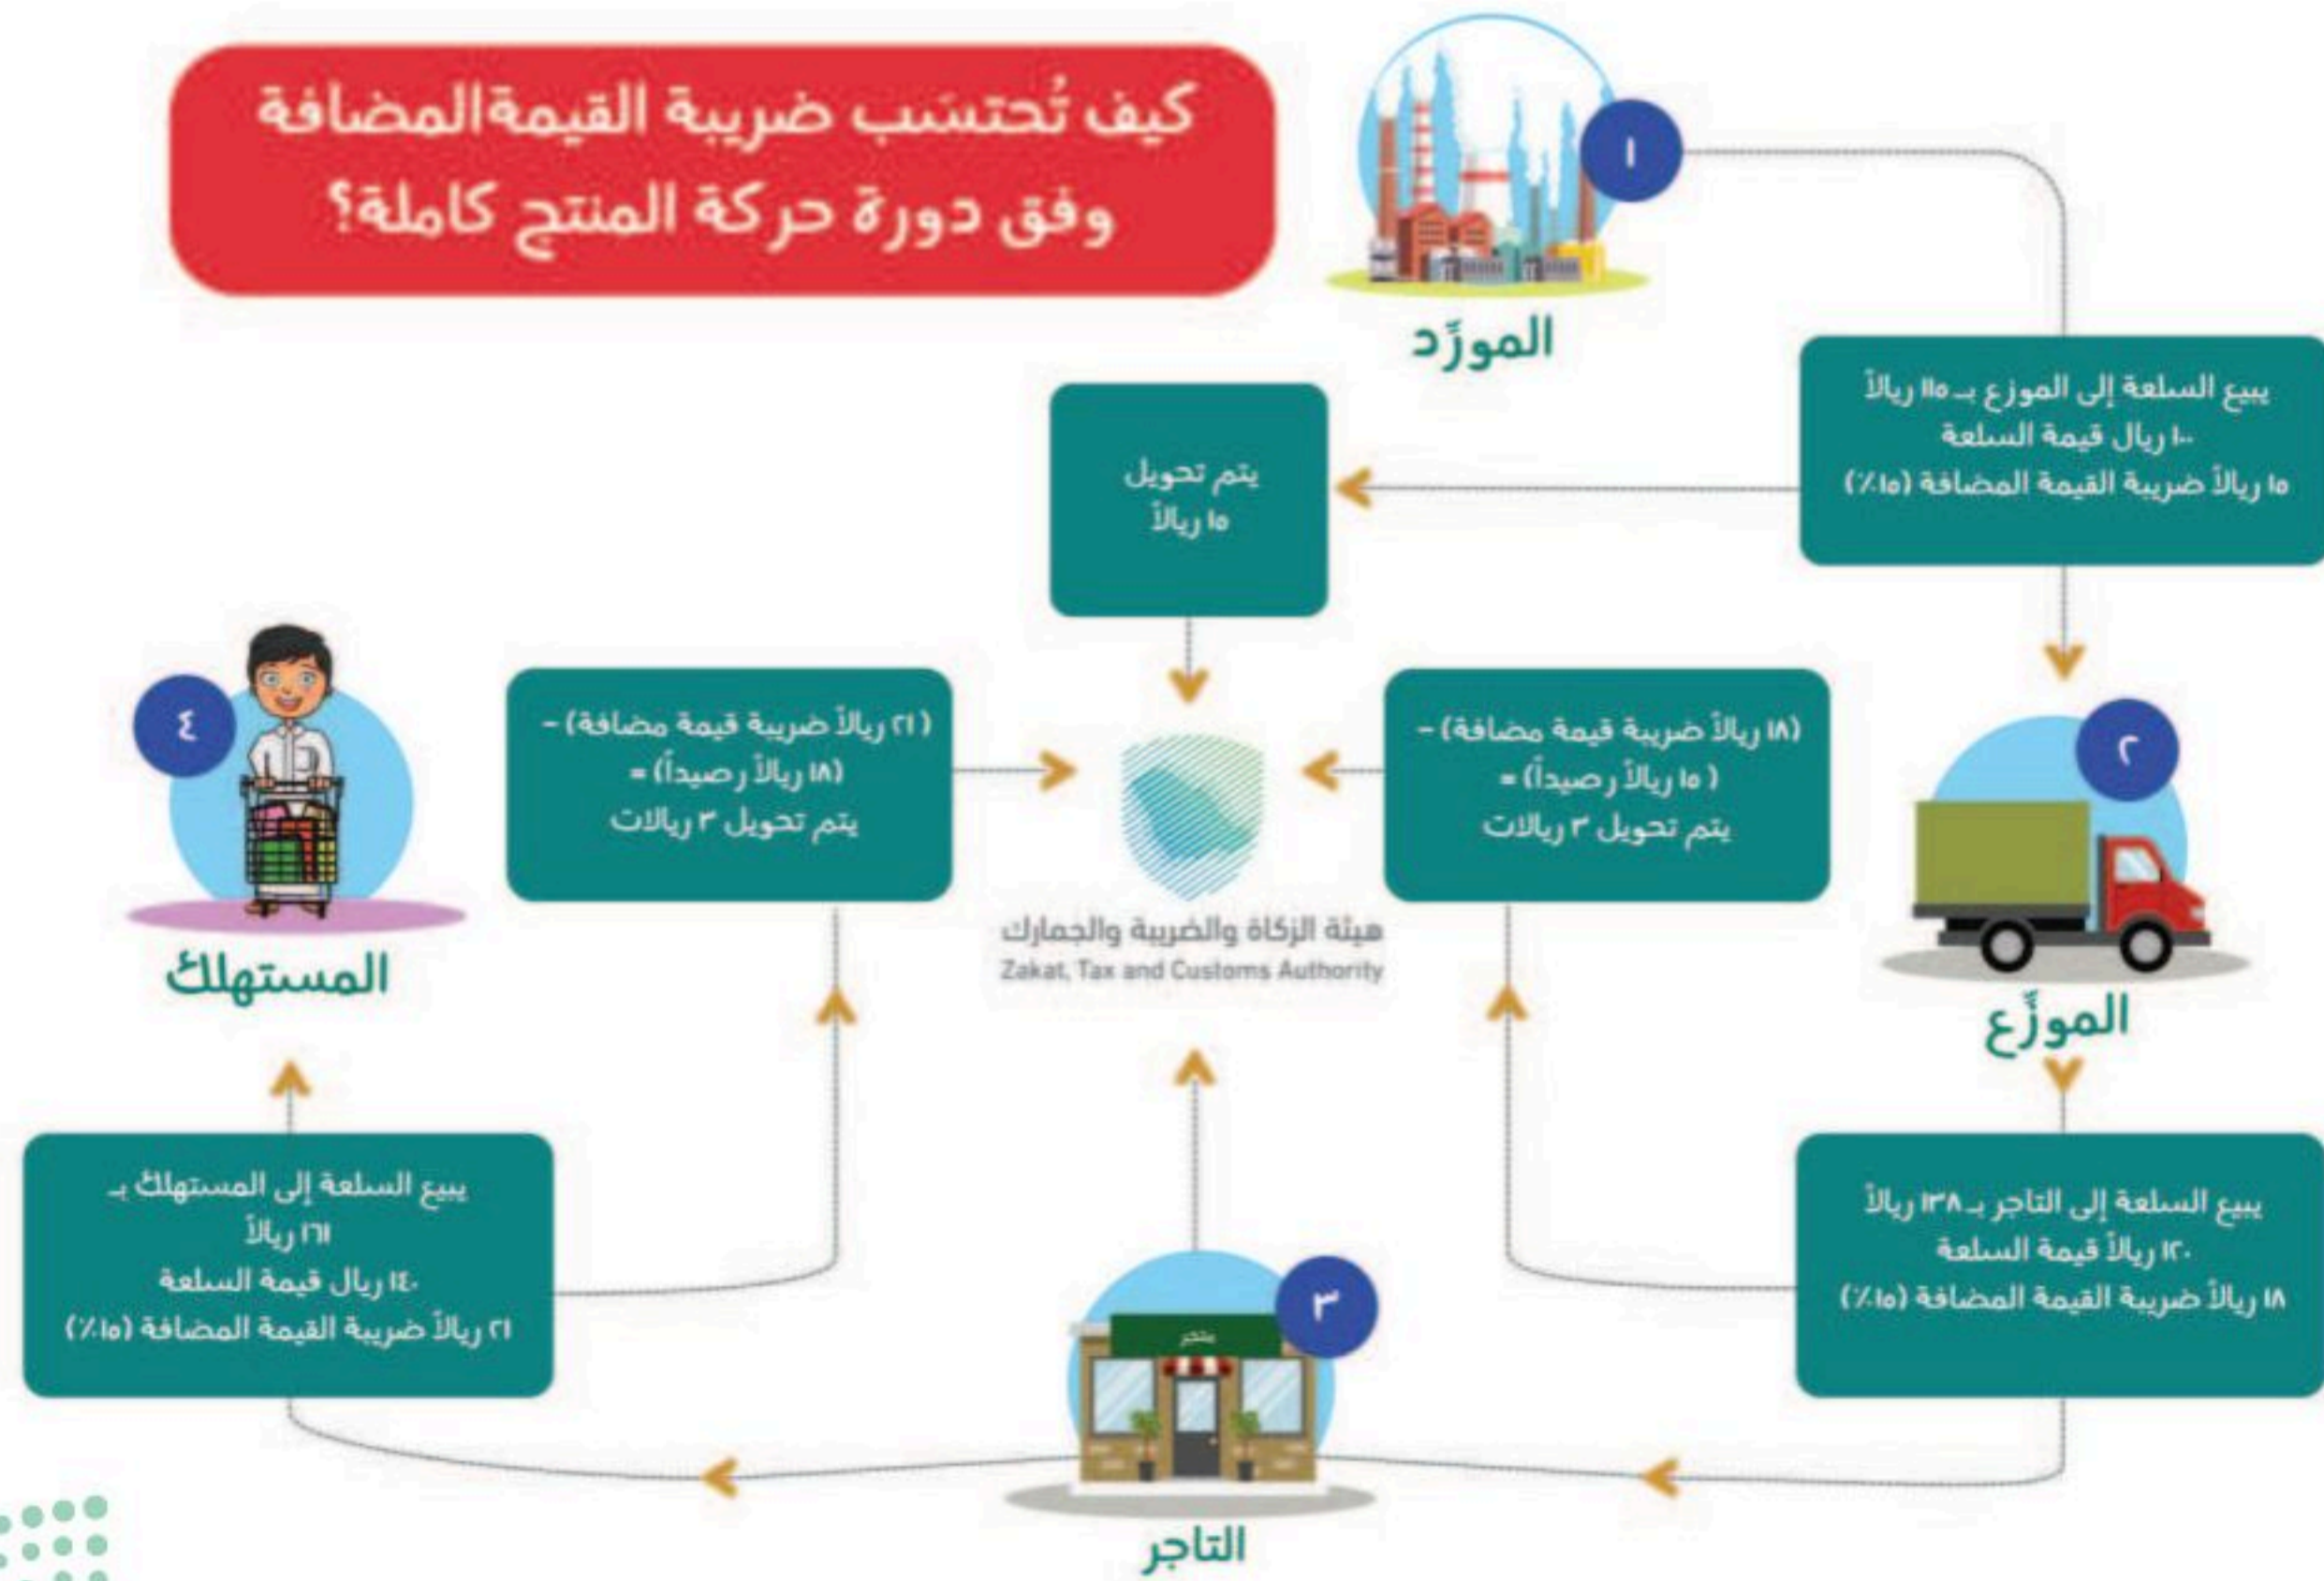 كيف تُحتسَب ضريبة القيمةالمضافة
وفق دورة حركة المنتج كاملة؟
١
المورِّد
يبيع السلعة إلى الموزع بـ ١١٥ ريالاً
١٠٠ ريال قيمة السلعة
١٥ ريالاً ضريبة القيمة المضافة (١٥٪)
يتم تحويل
١٥ ريالاً
٢
الموزِّع
(١٨ ريالاً ضريبة قيمة مضافة) -
( ١٥ ريالاً رصيداً) =
يتم تحويل ٣ ريالات
يبيع السلعة إلى التاجر بـ ١٣٨ ريالاً
١٢٠ ريالاً قيمة السلعة
١٨ ريالاً ضريبة القيمة المضافة (١٥٪)
هيئة الزكاة والضريبة والجمارك
Zakat, Tax and Customs Authority
٣
متجر
التاجر
( ٢١ ريالاً ضريبة قيمة مضافة) -
(١٨ ريالاً رصيداً) =
يتم تحويل ٣ ريالات
يبيع السلعة إلى المستهلك بـ
١٦١ ريالاً
١٤٠ ريال قيمة السلعة
٢١ ريالاً ضريبة القيمة المضافة (١٥٪)
٤
المستهلك